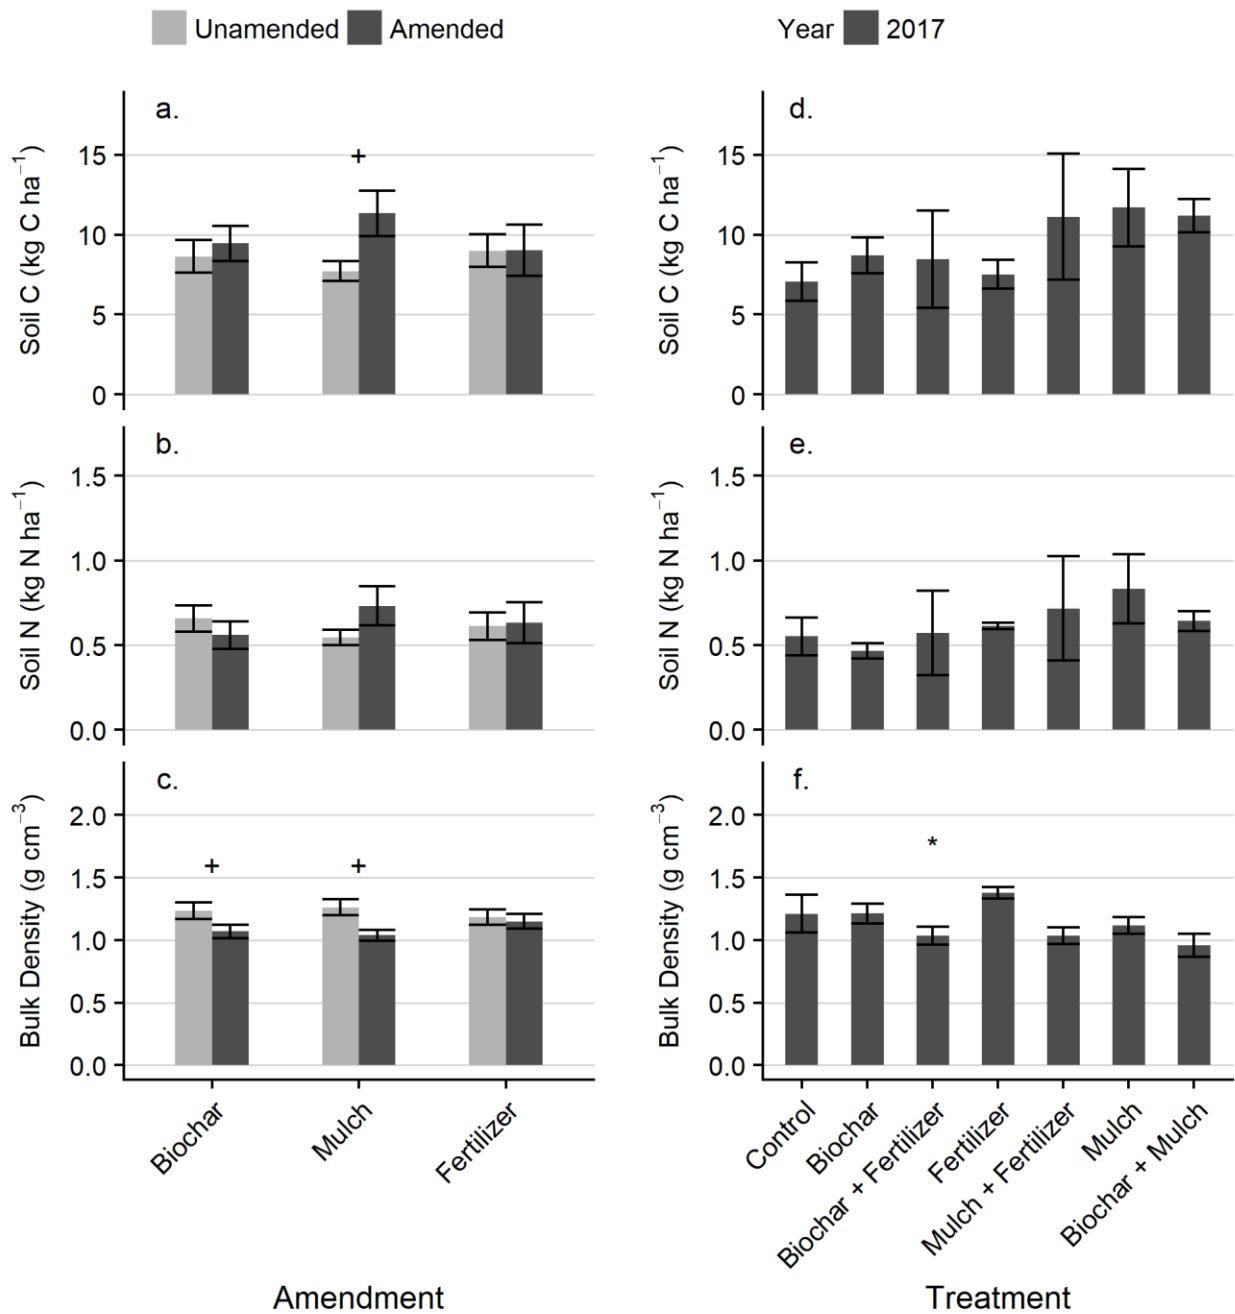 Unamended Amended
Year 2017
a.
+
15
10
5
0
Soil C (kg C ha⁻¹)
b.
1.5
1.0
0.5
0.0
Soil N (kg N ha⁻¹)
c.
+ +
2.0
1.5
1.0
0.5
0.0
Bulk Density (g cm⁻³)
Biochar
Mulch
Fertilizer
Amendment
d.
15
10
5
0
Soil C (kg C ha⁻¹)
e.
1.5
1.0
0.5
0.0
Soil N (kg N ha⁻¹)
f.
*
2.0
1.5
1.0
0.5
0.0
Bulk Density (g cm⁻³)
Control
Biochar
Biochar + Fertilizer
Fertilizer
Mulch + Fertilizer
Mulch
Biochar + Mulch
Treatment